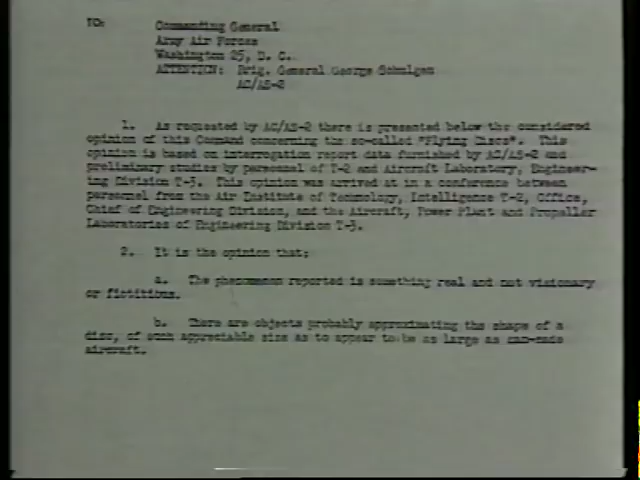 TO:
Commanding General
Army Air Forces
Washington 25, D. C.
ATTENTION: Brig. General George Schulgen
AC/AS-2
1. As requested by AC/AS-2 there is presented below the considered
opinion of this Command concerning the so-called "Flying Discs". This
opinion is based on interrogation report data furnished by AC/AS-2 and
preliminary studies by personnel of T-2 and Aircraft Laboratory, Engineer-
ing Division T-3. This opinion was arrived at in a conference between
personnel from the Air Institute of Technology, Intelligence T-2, Office,
Chief of Engineering Division, and the Aircraft, Power Plant and Propeller
Laboratories of Engineering Division T-3.
2. It is the opinion that:
a. The phenomenon reported is something real and not visionary
or fictitious.
b. There are objects probably approximating the shape of a
disc, of such appreciable size as to appear to be as large as man-made
aircraft.